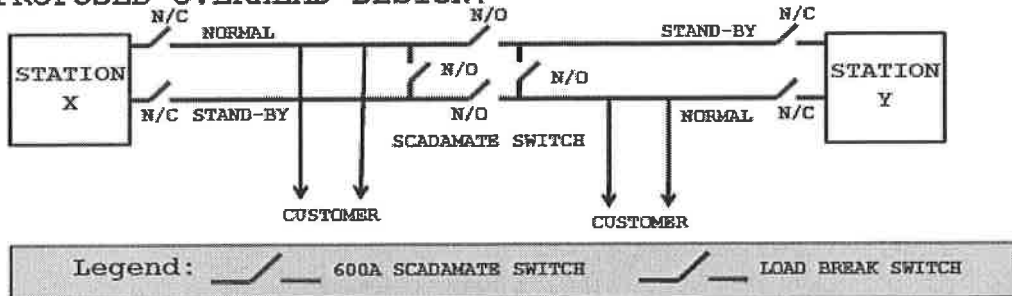 PROPOSED OVERHEAD DESIGN:
N/C
NORMAL
N/O
STAND-BY
N/C
STATION
X
N/O
N/O
STATION
Y
N/C
STAND-BY
N/O
NORMAL
N/C
SCADAMATE SWITCH
CUSTOMER
CUSTOMER
Legend:
600A SCADAMATE SWITCH
LOAD BREAK SWITCH